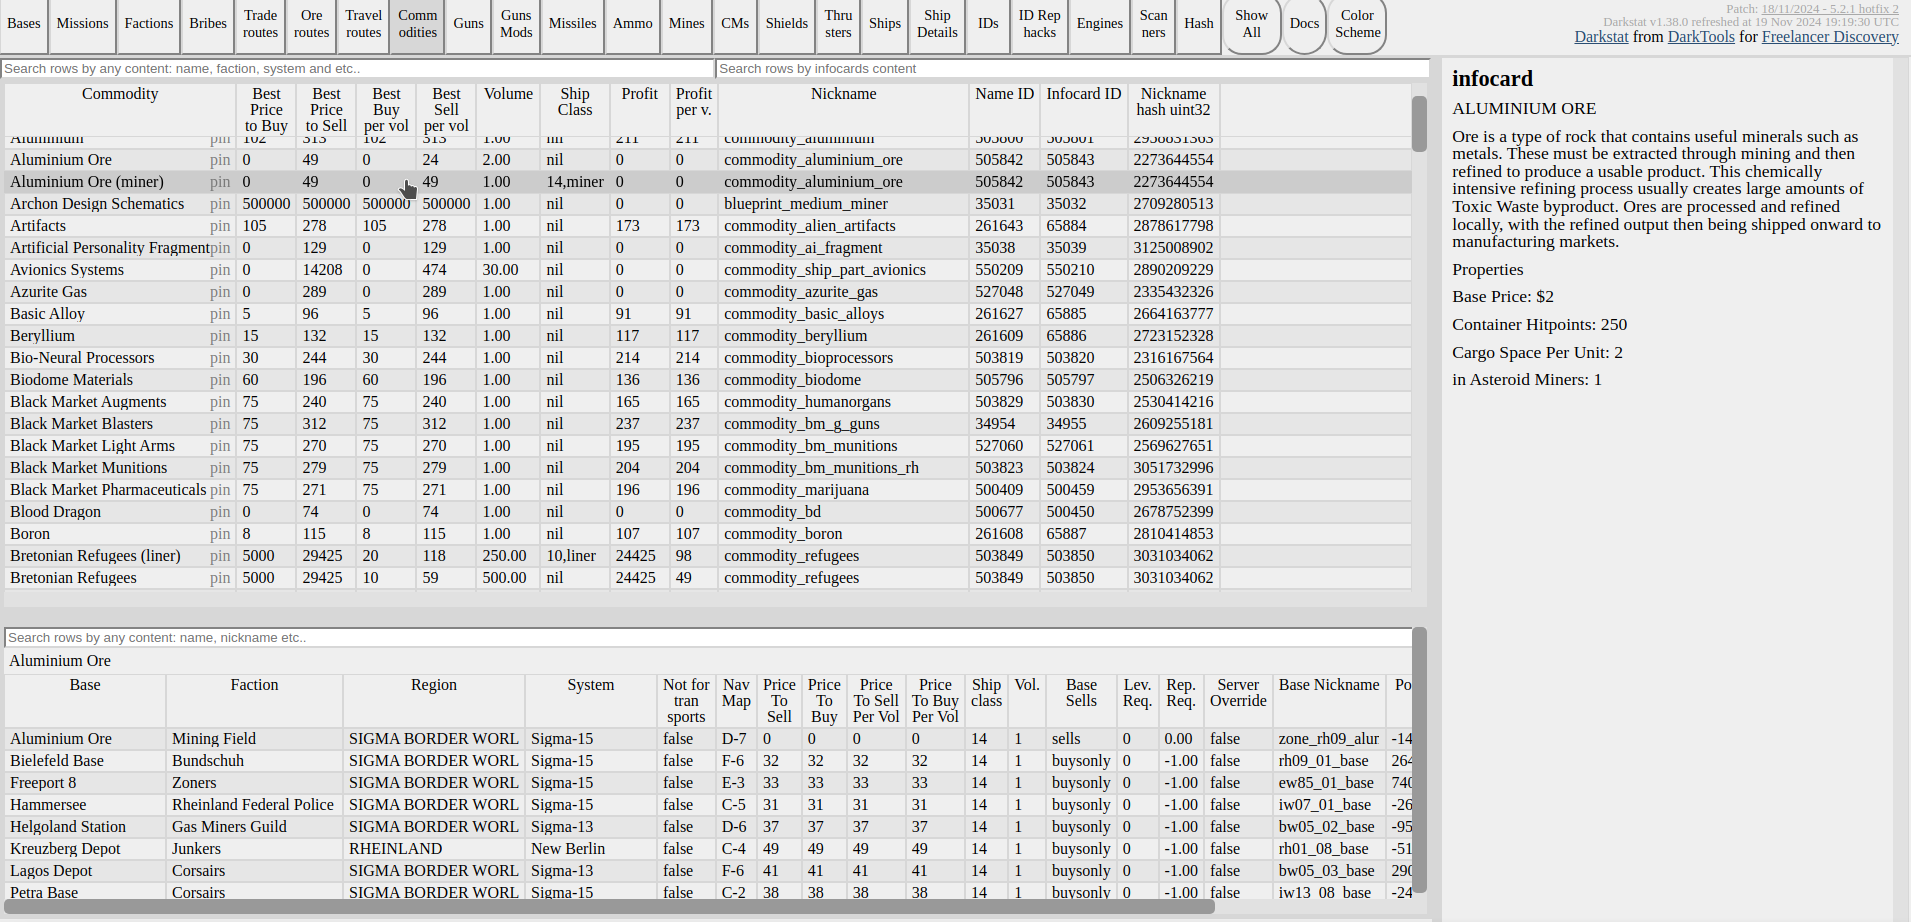 Bases Missions Factions Bribes Trade routes Ore routes Travel routes Comm odities Guns Guns Mods Missiles Ammo Mines CMs Shields Thru sters Ships Ship Details IDs ID Rep hacks Engines Scan ners Hash Show All Docs Color Scheme
Patch: 18/11/2024 - 5.2.1 hotfix 2
Darkstat v1.38.0 refreshed at 19 Nov 2024 19:19:30 UTC
Darkstat from DarkTools for Freelancer Discovery
Search rows by any content: name, faction, system and etc.. Search rows by infocards content
Commodity Best Price to Buy Best Price to Sell Best Buy per vol Best Sell per vol Volume Ship Class Profit Profit per v. Nickname Name ID Infocard ID Nickname hash uint32
Aluminium pin 102 313 102 313 1.00 nil 211 211 commodity_aluminium 503800 503801 2958831363
Aluminium Ore pin 0 49 0 24 2.00 nil 0 0 commodity_aluminium_ore 505842 505843 2273644554
Aluminium Ore (miner) pin 0 49 0 49 1.00 14,miner 0 0 commodity_aluminium_ore 505842 505843 2273644554
Archon Design Schematics pin 500000 500000 500000 500000 1.00 nil 0 0 blueprint_medium_miner 35031 35032 2709280513
Artifacts pin 105 278 105 278 1.00 nil 173 173 commodity_alien_artifacts 261643 65884 2878617798
Artificial Personality Fragment pin 0 129 0 129 1.00 nil 0 0 commodity_ai_fragment 35038 35039 3125008902
Avionics Systems pin 0 14208 0 474 30.00 nil 0 0 commodity_ship_part_avionics 550209 550210 2890209229
Azurite Gas pin 0 289 0 289 1.00 nil 0 0 commodity_azurite_gas 527048 527049 2335432326
Basic Alloy pin 5 96 5 96 1.00 nil 91 91 commodity_basic_alloys 261627 65885 2664163777
Beryllium pin 15 132 15 132 1.00 nil 117 117 commodity_beryllium 261609 65886 2723152328
Bio-Neural Processors pin 30 244 30 244 1.00 nil 214 214 commodity_bioprocessors 503819 503820 2316167564
Biodome Materials pin 60 196 60 196 1.00 nil 136 136 commodity_biodome 505796 505797 2506326219
Black Market Augments pin 75 240 75 240 1.00 nil 165 165 commodity_humanorgans 503829 503830 2530414216
Black Market Blasters pin 75 312 75 312 1.00 nil 237 237 commodity_bm_g_guns 34954 34955 2609255181
Black Market Light Arms pin 75 270 75 270 1.00 nil 195 195 commodity_bm_munitions 527060 527061 2569627651
Black Market Munitions pin 75 279 75 279 1.00 nil 204 204 commodity_bm_munitions_rh 503823 503824 3051732996
Black Market Pharmaceuticals pin 75 271 75 271 1.00 nil 196 196 commodity_marijuana 500409 500459 2953656391
Blood Dragon pin 0 74 0 74 1.00 nil 0 0 commodity_bd 500677 500450 2678752399
Boron pin 8 115 8 115 1.00 nil 107 107 commodity_boron 261608 65887 2810414853
Bretonian Refugees (liner) pin 5000 29425 20 118 250.00 10,liner 24425 98 commodity_refugees 503849 503850 3031034062
Bretonian Refugees pin 5000 29425 10 59 500.00 nil 24425 49 commodity_refugees 503849 503850 3031034062
Search rows by any content: name, nickname etc..
Aluminium Ore
Base Faction Region System Not for tran sports Nav Map Price To Sell Price To Buy Price To Sell Per Vol Price To Buy Per Vol Ship class Vol. Base Sells Lev. Req. Rep. Req. Server Override Base Nickname Po
Aluminium Ore Mining Field SIGMA BORDER WORL Sigma-15 false D-7 0 0 0 0 14 1 sells 0 0.00 false zone_rh09_alur -14
Bielefeld Base Bundschuh SIGMA BORDER WORL Sigma-15 false F-6 32 32 32 32 14 1 buysonly 0 -1.00 false rh09_01_base 264
Freeport 8 Zoners SIGMA BORDER WORL Sigma-15 false E-3 33 33 33 33 14 1 buysonly 0 -1.00 false ew85_01_base 740
Hammersee Rheinland Federal Police SIGMA BORDER WORL Sigma-15 false C-5 31 31 31 31 14 1 buysonly 0 -1.00 false iw07_01_base -26
Helgoland Station Gas Miners Guild SIGMA BORDER WORL Sigma-13 false D-6 37 37 37 37 14 1 buysonly 0 -1.00 false bw05_02_base -95
Kreuzberg Depot Junkers RHEINLAND New Berlin false C-4 49 49 49 49 14 1 buysonly 0 -1.00 false rh01_08_base -51
Lagos Depot Corsairs SIGMA BORDER WORL Sigma-13 false F-6 41 41 41 41 14 1 buysonly 0 -1.00 false bw05_03_base 290
Petra Base Corsairs SIGMA BORDER WORL Sigma-15 false C-2 38 38 38 38 14 1 buysonly 0 -1.00 false iw13_08_base -24
infocard
ALUMINIUM ORE
Ore is a type of rock that contains useful minerals such as
metals. These must be extracted through mining and then
refined to produce a usable product. This chemically
intensive refining process usually creates large amounts of
Toxic Waste byproduct. Ores are processed and refined
locally, with the refined output then being shipped onward to
manufacturing markets.
Properties
Base Price: $2
Container Hitpoints: 250
Cargo Space Per Unit: 2
in Asteroid Miners: 1